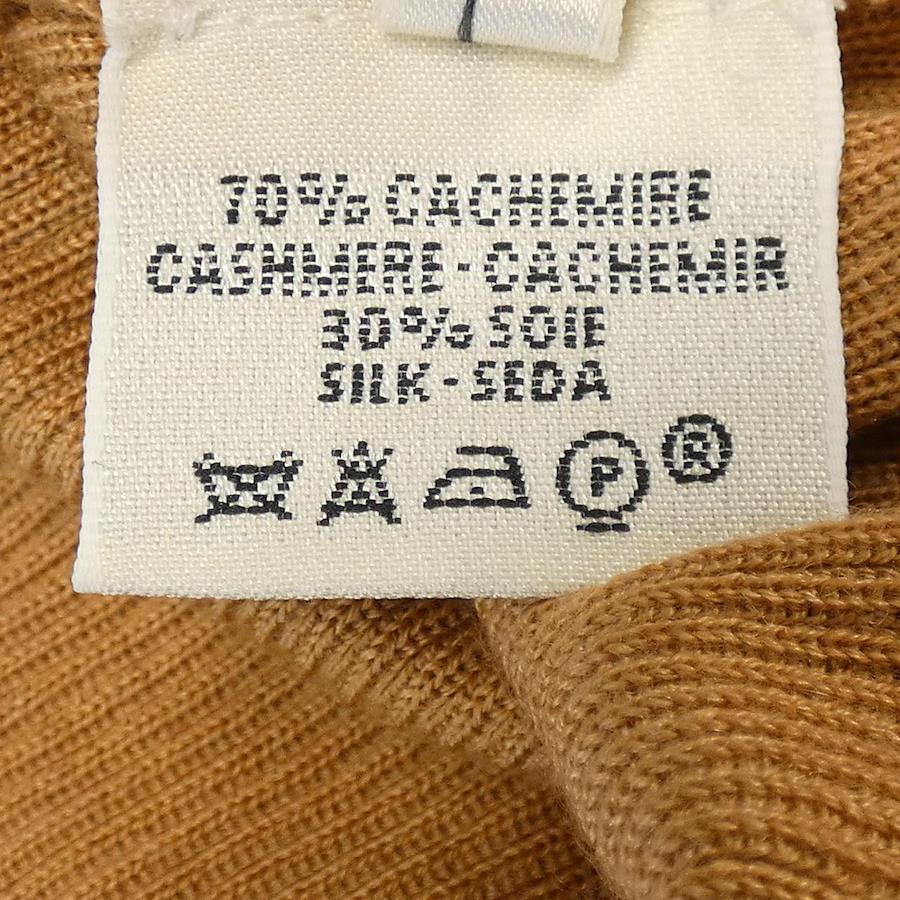 70% CACHEMIRE
CASHMERE·CACHEMIR
30% SOIE
SILK·SEDA
P ®